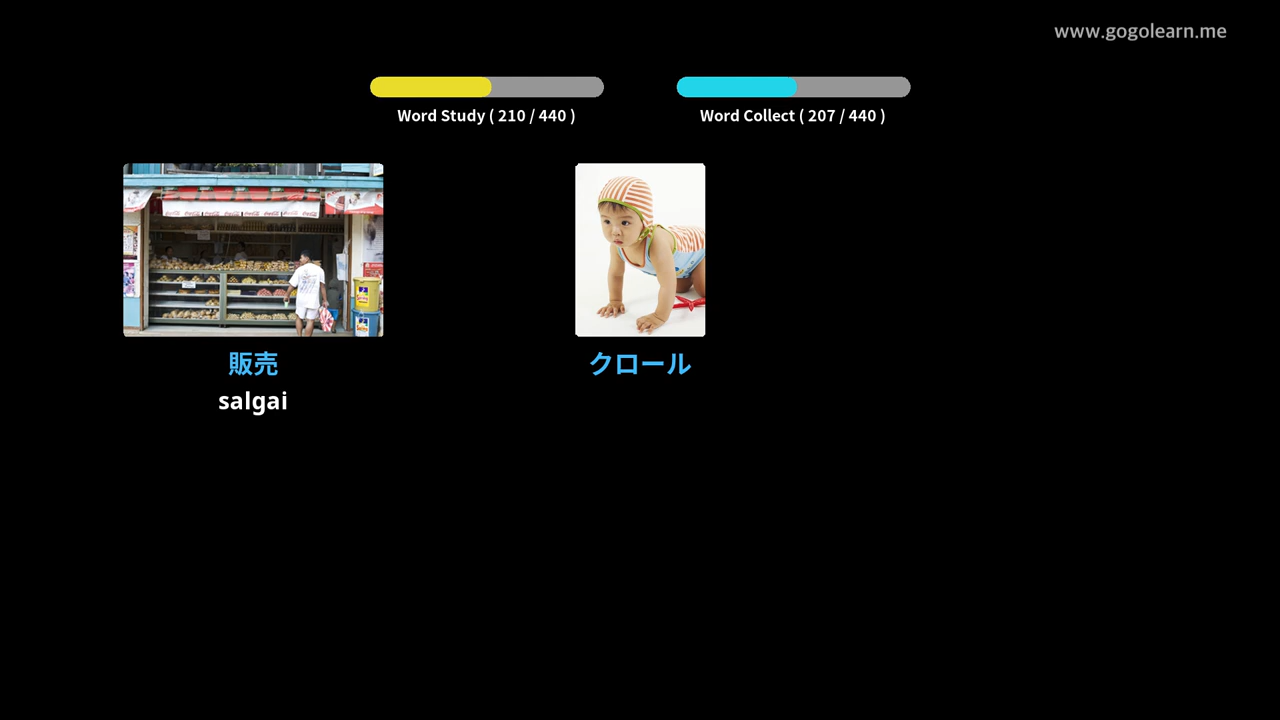 www.gogolearn.me
Word Study ( 210 / 440 )
Word Collect ( 207 / 440 )
販売
クロール
salgai